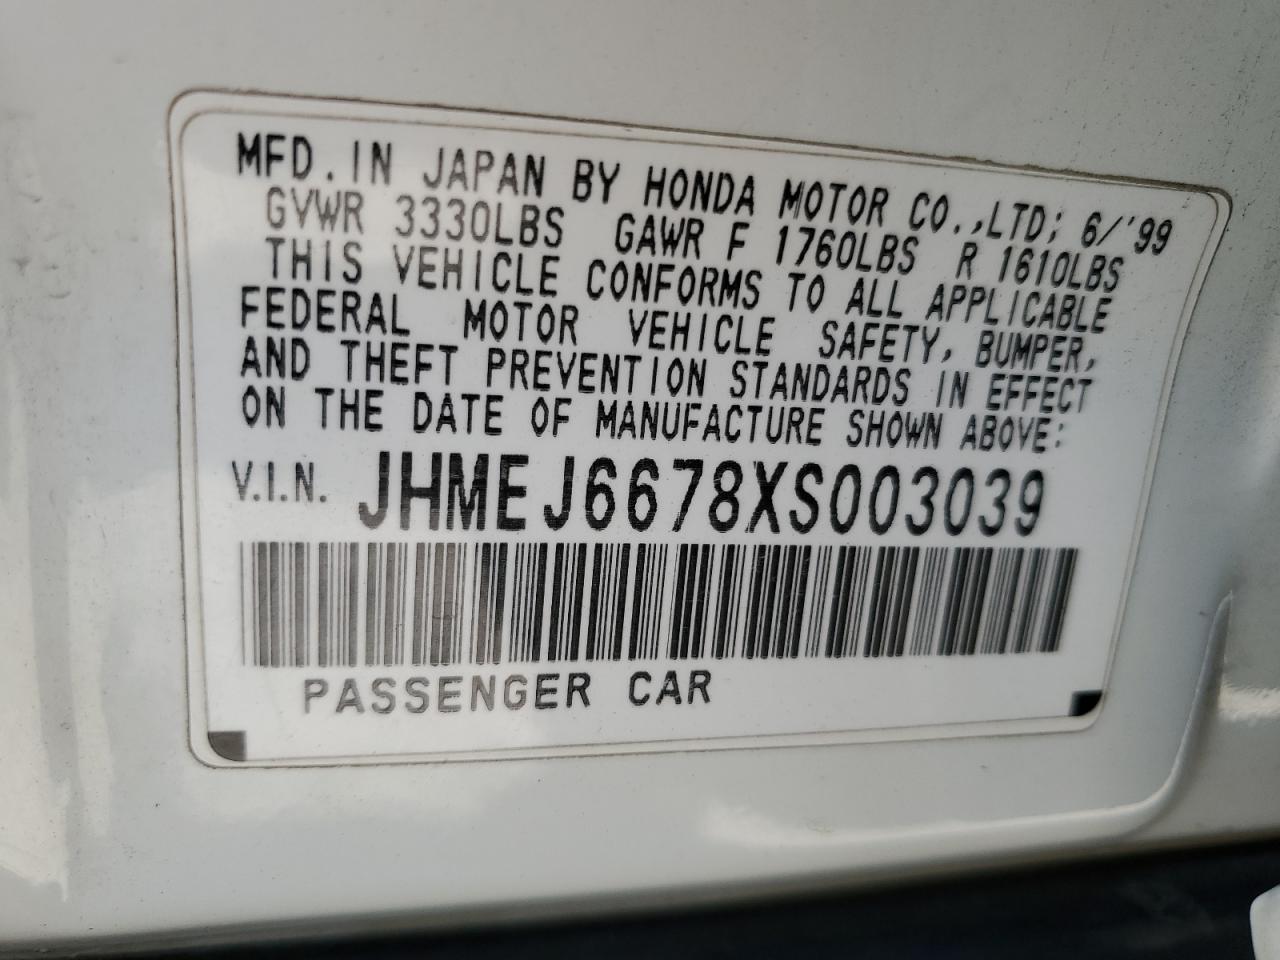 MFD. IN JAPAN BY HONDA MOTOR CO.,LTD; 6/'99
GVWR 3330LBS GAWR F 1760LBS R 1610LBS
THIS VEHICLE CONFORMS TO ALL APPLICABLE
FEDERAL MOTOR VEHICLE SAFETY, BUMPER,
AND THEFT PREVENTION STANDARDS IN EFFECT
ON THE DATE OF MANUFACTURE SHOWN ABOVE:
V.I.N. JHMEJ6678XS003039
PASSENGER CAR